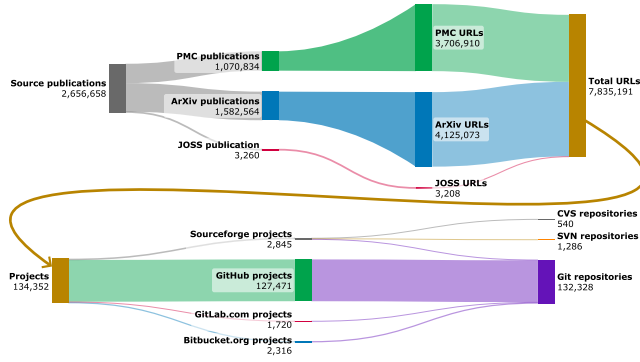 PMC publications
1,070,834
PMC URLs
3,706,910
Source publications
2,656,658
Total URLs
7,835,191
ArXiv publications
1,582,564
ArXiv URLs
4,125,073
JOSS publication
3,260
JOSS URLs
3,208
Sourceforge projects
2,845
CVS repositories
540
SVN repositories
1,286
Projects
134,352
GitHub projects
127,471
Git repositories
132,328
GitLab.com projects
1,720
Bitbucket.org projects
2,316